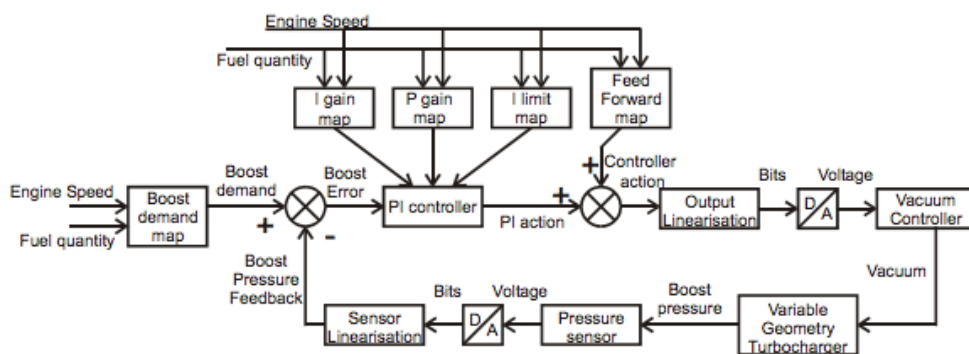 Engine Speed
Fuel quantity
I gain
map
P gain
map
I limit
map
Feed
Forward
map
Engine Speed
Fuel quantity
Boost
demand
map
Boost
demand
+
-
Boost
Error
PI controller
PI action
+
+
Controller
action
Output
Linearisation
Bits
D
A
Voltage
Vacuum
Controller
Vacuum
Variable
Geometry
Turbocharger
Boost
pressure
Pressure
sensor
Voltage
D
A
Bits
Sensor
Linearisation
Boost
Pressure
Feedback